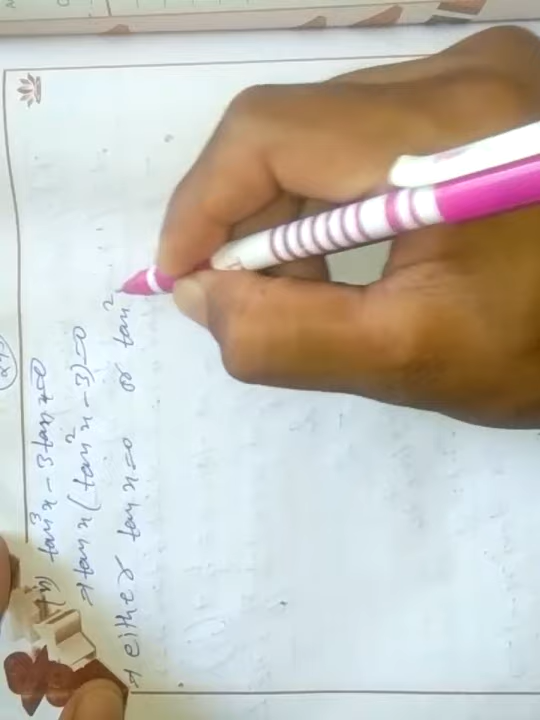 (iv) tan³x - 3tanx=0
⇒tanx(tan²x-3)=0
⇒ either tanx=0 or tan²